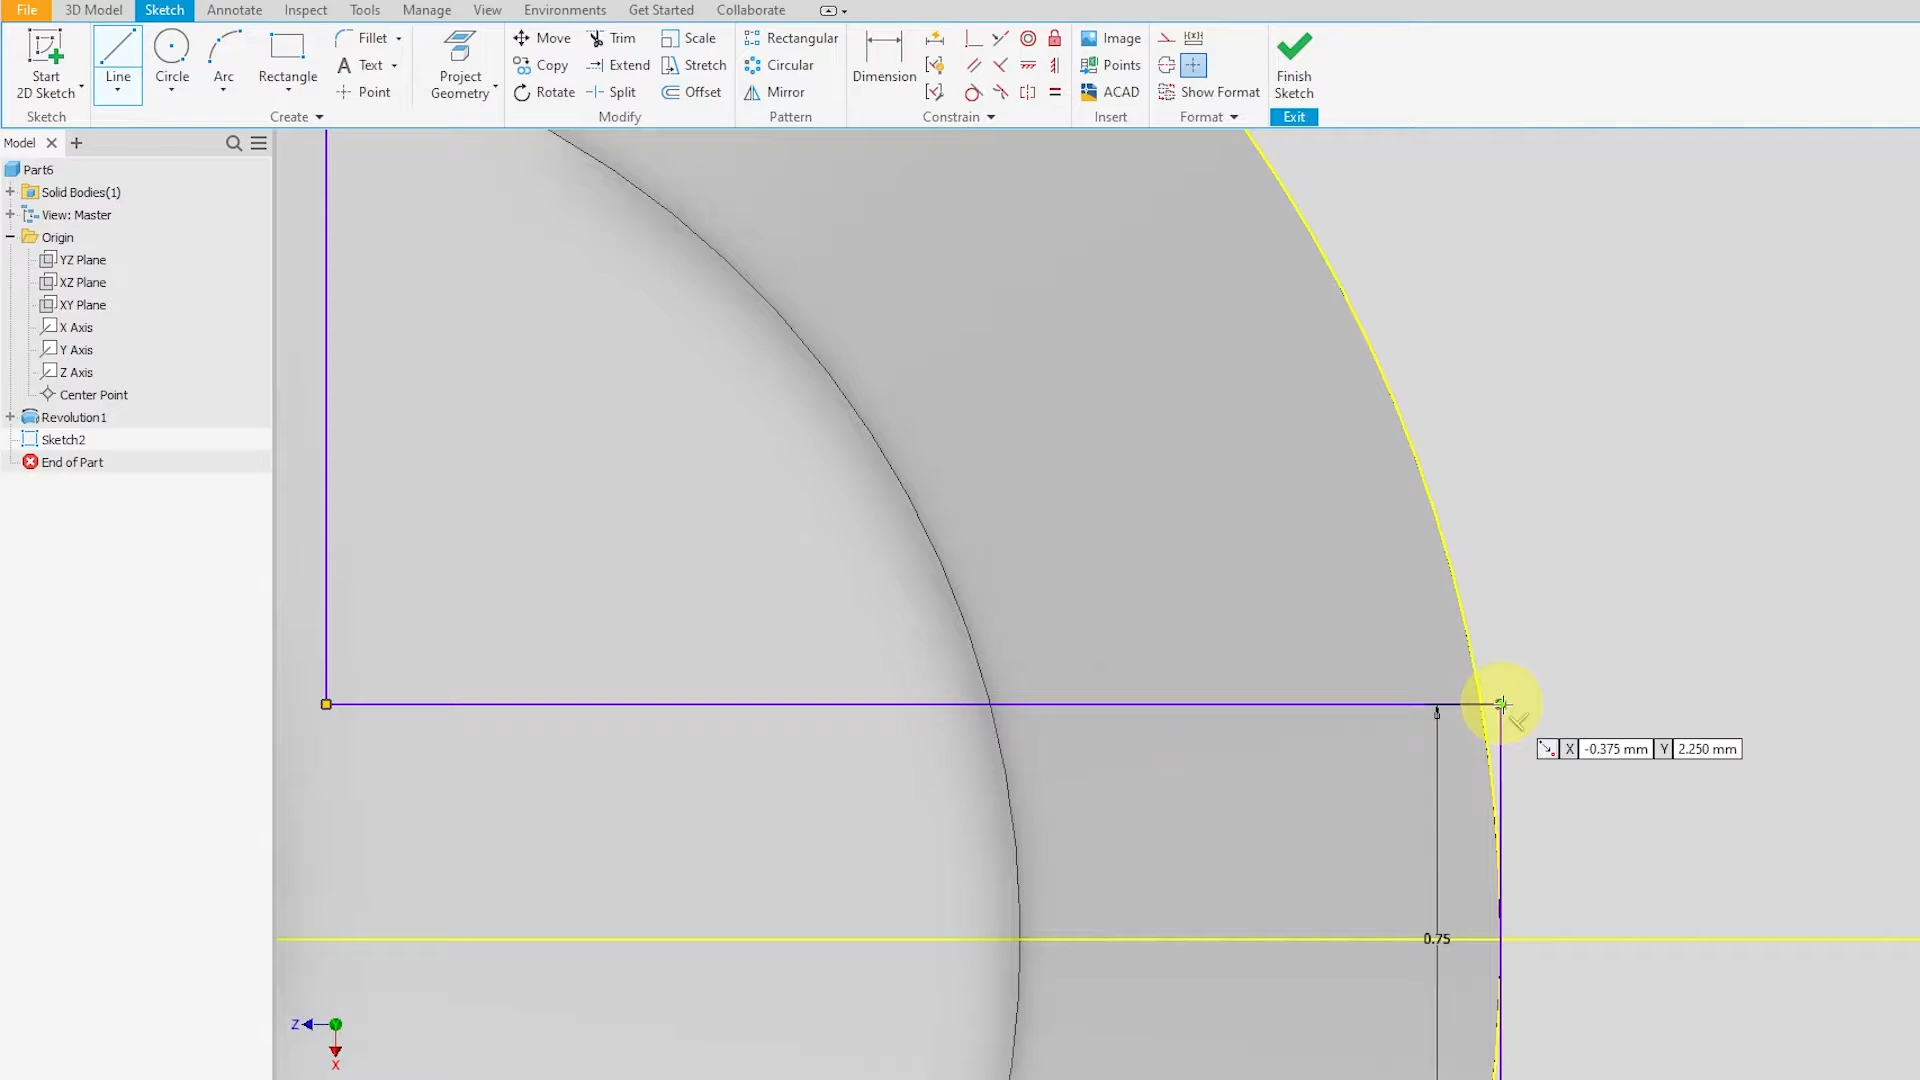 File 3D Model Sketch Annotate Inspect Tools Manage View Environments Get Started Collaborate
Start
2D Sketch
Line
Circle
Arc
Rectangle
Fillet
Text
Point
Project
Geometry
Move
Copy
Rotate
Trim
Extend
Split
Scale
Stretch
Offset
Rectangular
Circular
Mirror
Dimension
Image
Points
ACAD
Show Format
Finish
Sketch
Sketch Create Modify Pattern Constrain Insert Format Exit
Model
Part6
Solid Bodies(1)
View: Master
Origin
YZ Plane
XZ Plane
XY Plane
X Axis
Y Axis
Z Axis
Center Point
Revolution1
Sketch2
End of Part
X -0.375 mm Y 2.250 mm
0.75
Z
X